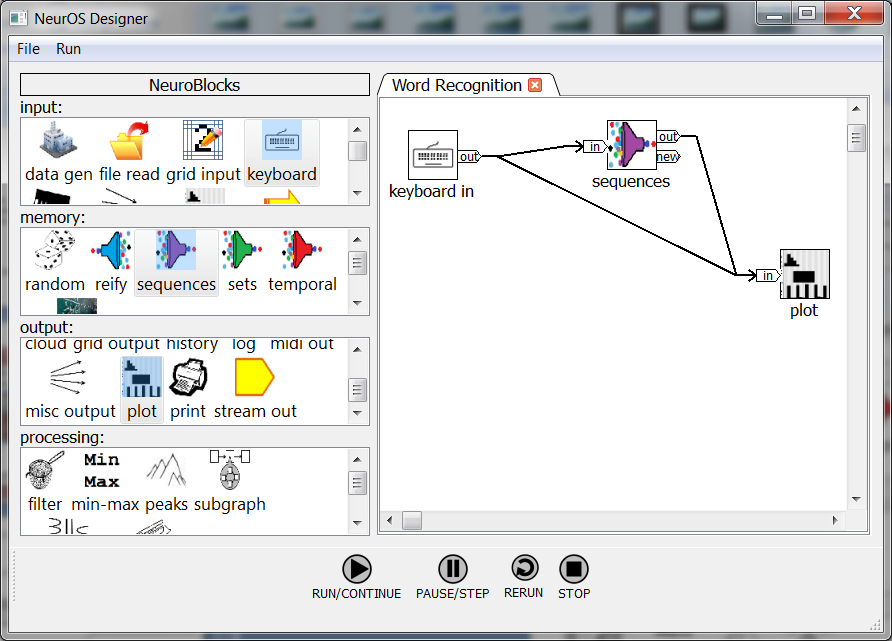 NeurOS Designer
File Run
NeuroBlocks
input:
data gen file read grid input keyboard
memory:
random reify sequences sets temporal
output:
cloud grid output history log midi out
misc output plot print stream out
processing:
Min
Max
filter min-max peaks subgraph
Word Recognition
out
keyboard in
in
out
new
sequences
in
plot
RUN/CONTINUE PAUSE/STEP RERUN STOP